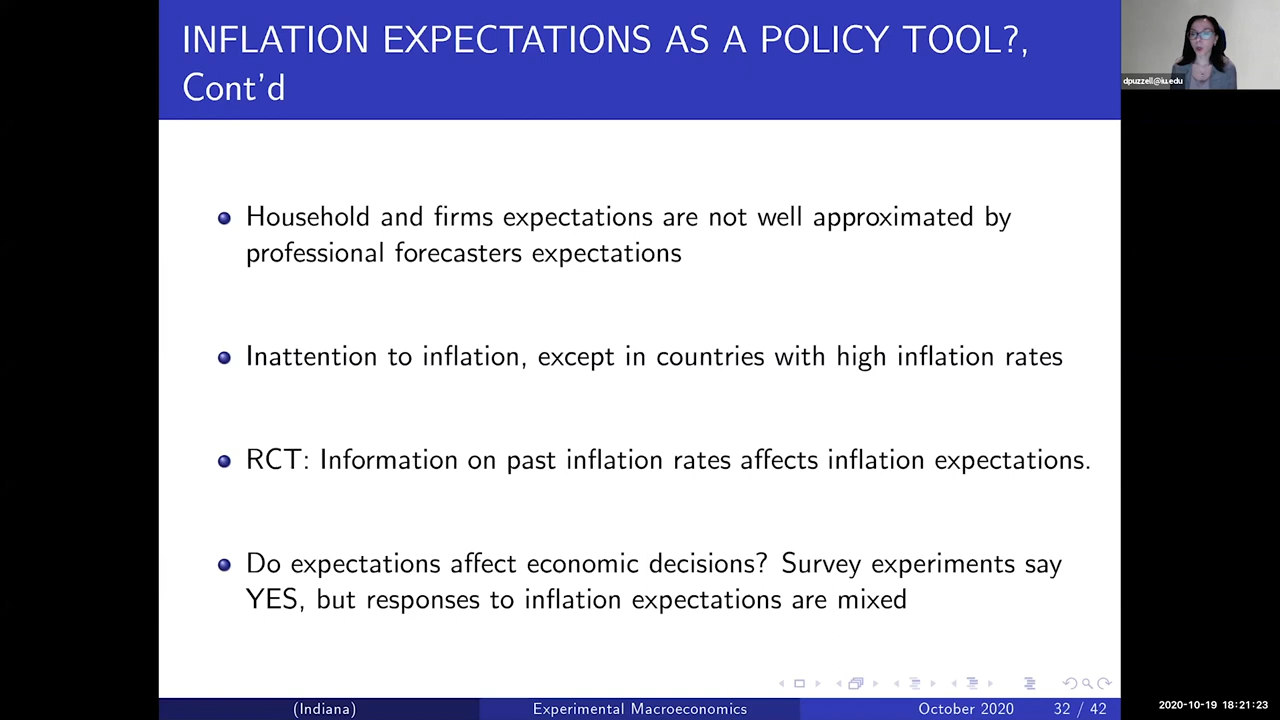 INFLATION EXPECTATIONS AS A POLICY TOOL?,
Cont'd
dpuzzell@iu.edu
Household and firms expectations are not well approximated by
professional forecasters expectations
Inattention to inflation, except in countries with high inflation rates
RCT: Information on past inflation rates affects inflation expectations.
Do expectations affect economic decisions? Survey experiments say
YES, but responses to inflation expectations are mixed
(Indiana)
Experimental Macroeconomics
October 2020
32 / 42
2020-10-19 18:21:23